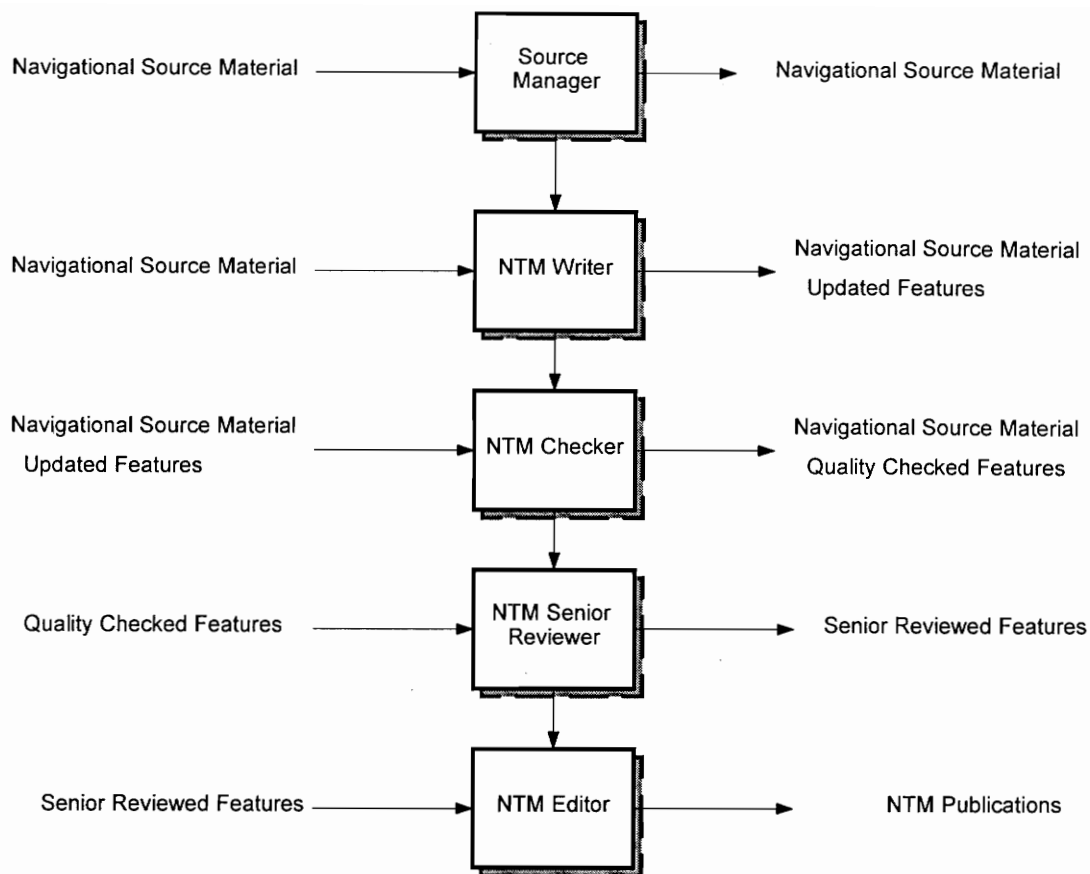 Navigational Source Material
Source
Manager
Navigational Source Material
Navigational Source Material
NTM Writer
Navigational Source Material
Updated Features
Navigational Source Material
Updated Features
NTM Checker
Navigational Source Material
Quality Checked Features
Quality Checked Features
NTM Senior
Reviewer
Senior Reviewed Features
Senior Reviewed Features
NTM Editor
NTM Publications